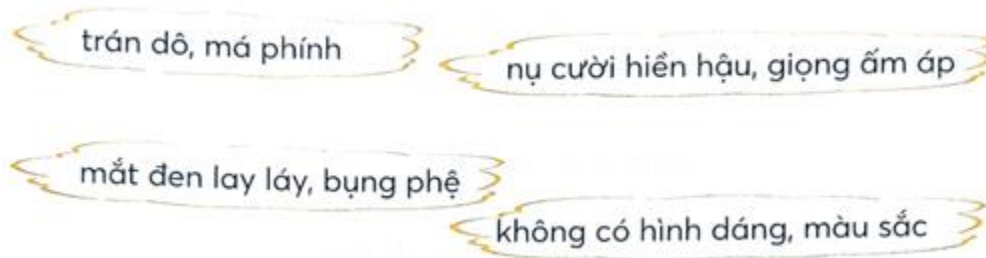 trán dô, má phính
nụ cười hiền hậu, giọng ấm áp
mắt đen lay láy, bụng phệ
không có hình dáng, màu sắc